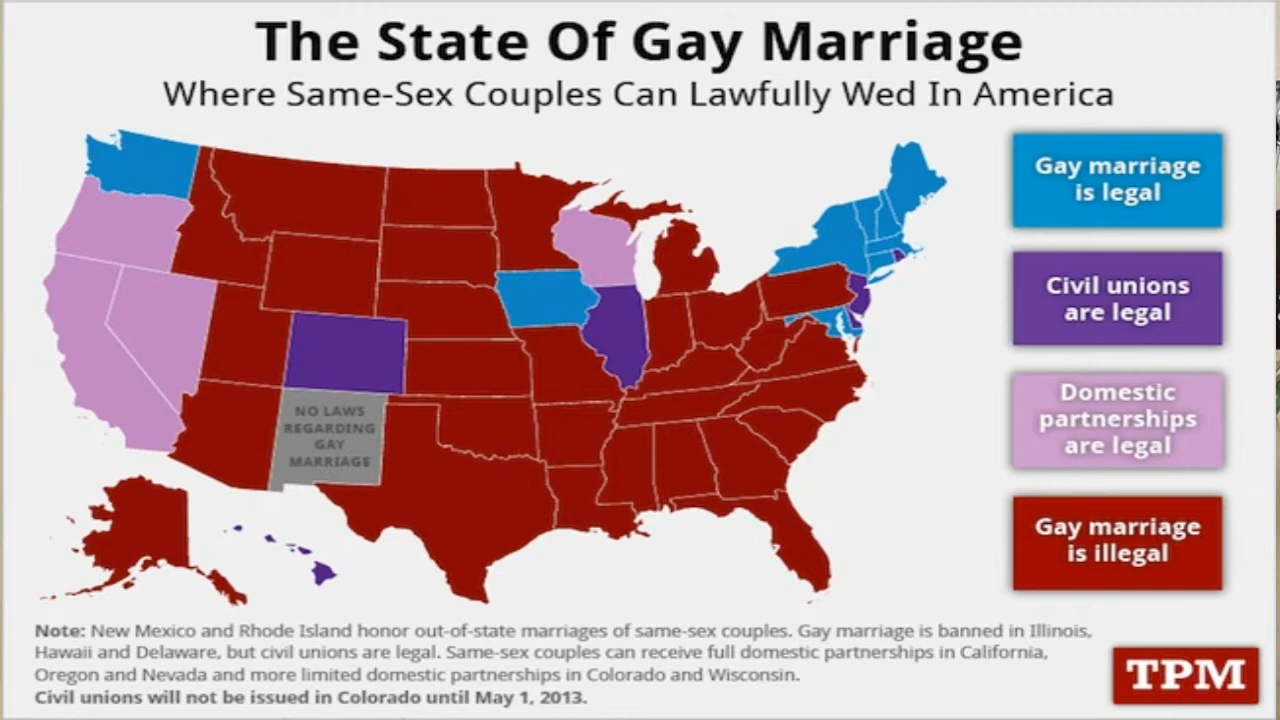 The State Of Gay Marriage
Where Same-Sex Couples Can Lawfully Wed In America
Gay marriage
is legal
Civil unions
are legal
Domestic
partnerships
are legal
Gay marriage
is illegal
NO LAWS
REGARDING
GAY
MARRIAGE
Note: New Mexico and Rhode Island honor out-of-state marriages of same-sex couples. Gay marriage is banned in Illinois,
Hawaii and Delaware, but civil unions are legal. Same-sex couples can receive full domestic partnerships in California,
Oregon and Nevada and more limited domestic partnerships in Colorado and Wisconsin.
Civil unions will not be issued in Colorado until May 1, 2013.
TPM